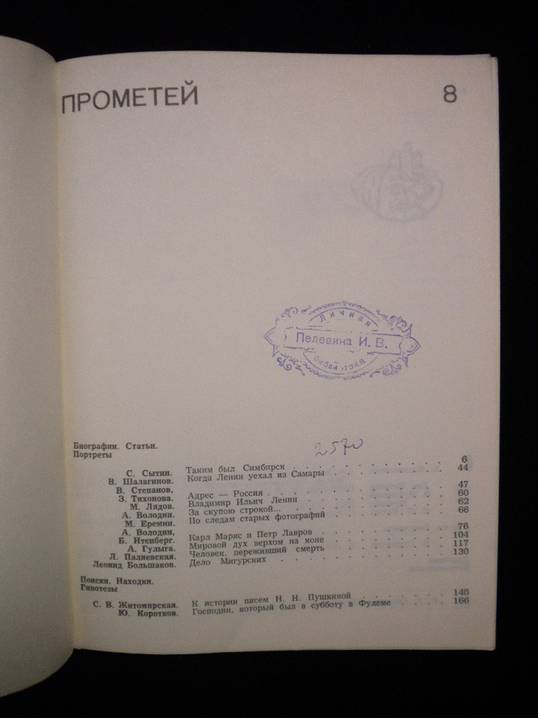 ПРОМЕТЕЙ 8
Личная
Пелевина И. В.
библиотека
2570
Биографии. Статьи.
Портреты
С. Сытин. Таким был Симбирск 6
В. Шалагинов. Когда Ленин уехал из Самары 44
В. Степанов,
З. Тихонова. Адрес — Россия 47
М. Лядов. Владимир Ильич Ленин 60
А. Володин. За скупою строкой... 62
М. Еремин. По следам старых фотографий 66
А. Володин,
Б. Итенберг. Карл Маркс и Петр Лавров 76
А. Гулыга. Мировой дух верхом на коне 104
Л. Палиевская. Человек, переживший смерть 117
Леонид Большаков. Дело Мигурских 130
Поиски. Находки.
Гипотезы
С. В. Житомирская. К истории писем Н. Н. Пушкиной 148
Ю. Коротков. Господин, который был в субботу в Фулеме 166